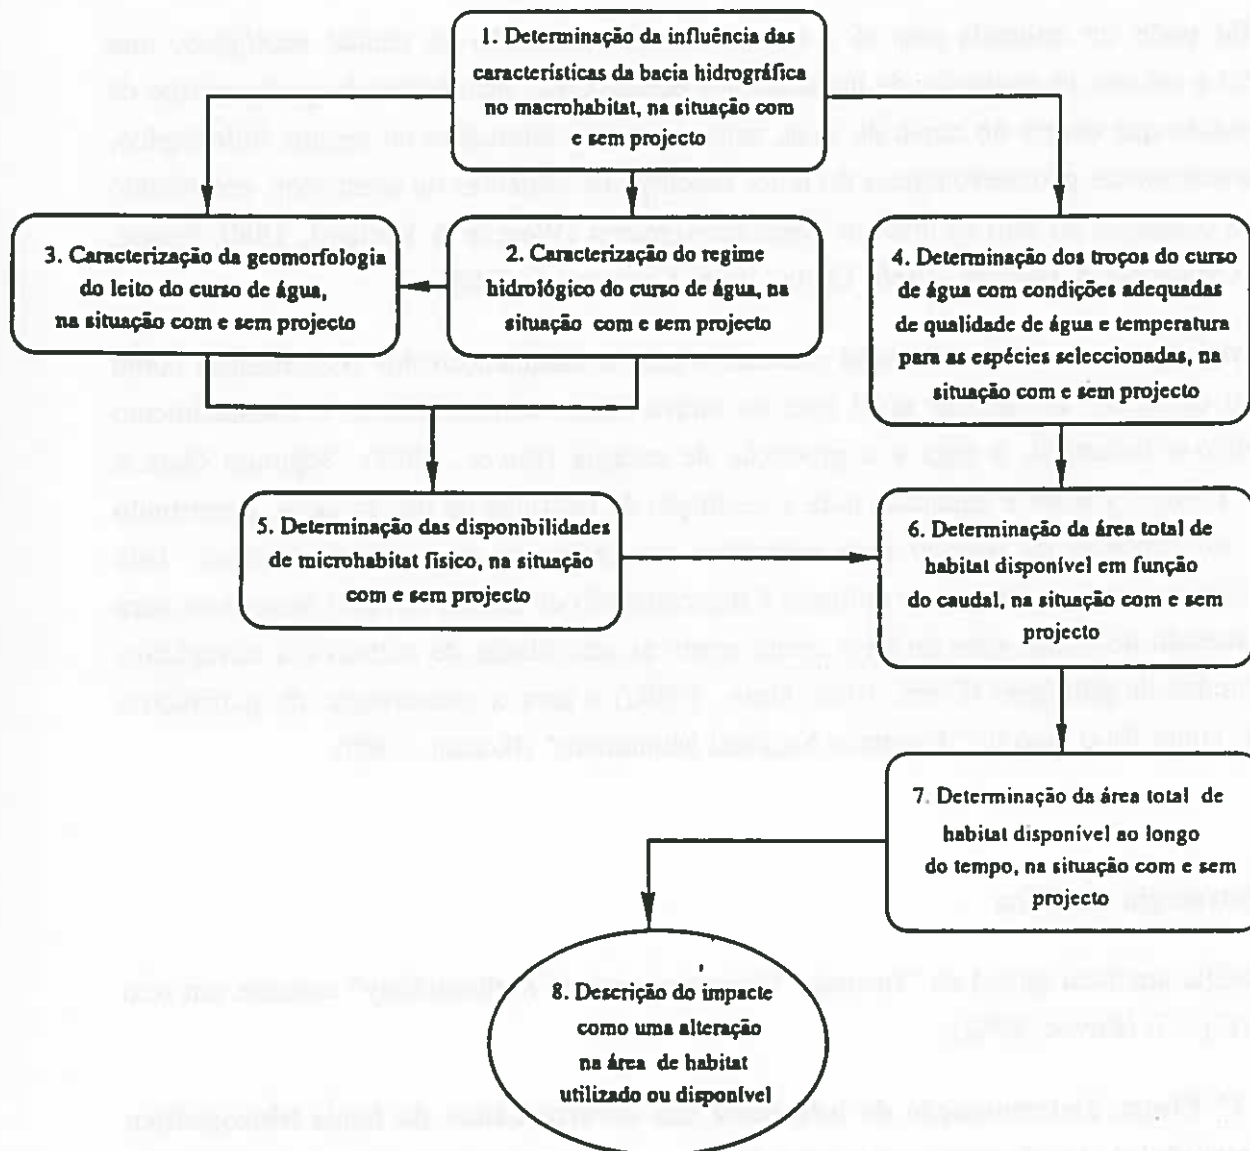 1. Determinação da influência das
características da bacia hidrográfica
no macrohabitat, na situação com
e sem projecto
3. Caracterização da geomorfologia
do leito do curso de água,
na situação com e sem projecto
2. Caracterização do regime
hidrológico do curso de água, na
situação com e sem projecto
4. Determinação dos troços do curso
de água com condições adequadas
de qualidade de água e temperatura
para as espécies seleccionadas, na
situação com e sem projecto
5. Determinação das disponibilidades
de microhabitat fisico, na situação
com e sem projecto
6. Determinação da área total de
habitat disponível em função
do caudal, na situação com e sem
projecto
7. Determinação da área total de
habitat disponível ao longo
do tempo, na situação com e sem
projecto
8. Descrição do impacte
como uma alteração
na área de habitat
utilizado ou disponível